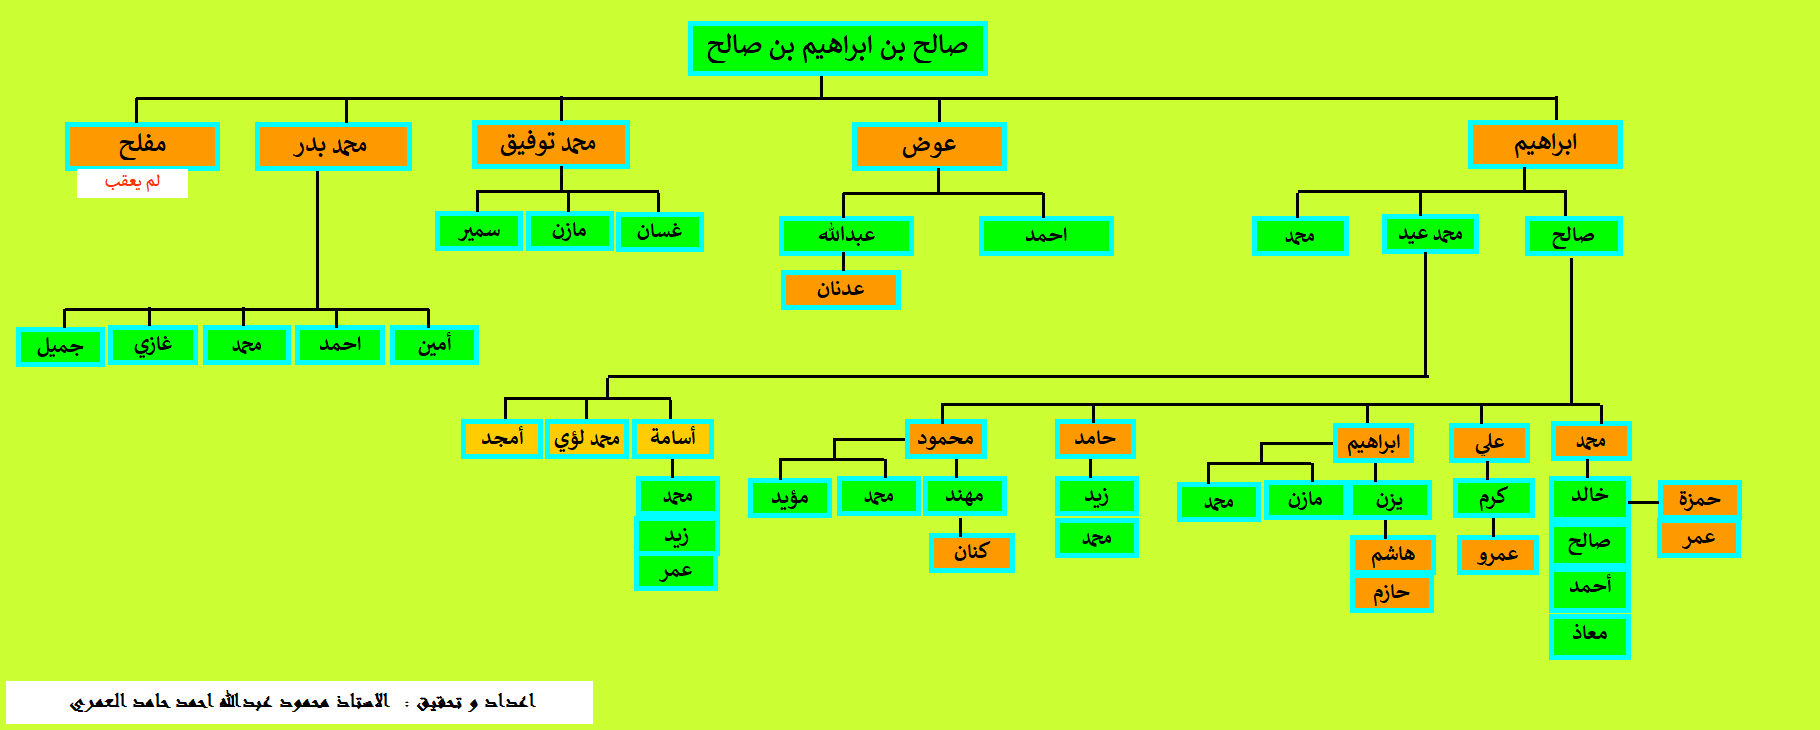 صالح بن ابراهيم بن صالح
ابراهيم
عوض
محمد توفيق
محمد بدر
مفلح
لم يعقب
صالح
محمد عيد
محمد
احمد
عبدالله
غسان
مازن
سمير
عدنان
أمين
احمد
محمد
غازي
جميل
محمد
علي
ابراهيم
حامد
محمود
أسامة
محمد لؤي
أمجد
حمزة
خالد
كرم
يزن
مازن
محمد
زيد
مهند
محمد
مؤيد
محمد
عمر
صالح
عمرو
هاشم
محمد
كنان
زيد
أحمد
حازم
عمر
معاذ
اعداد و تحقيق : الاستاذ محمود عبدالله احمد حامد العمري